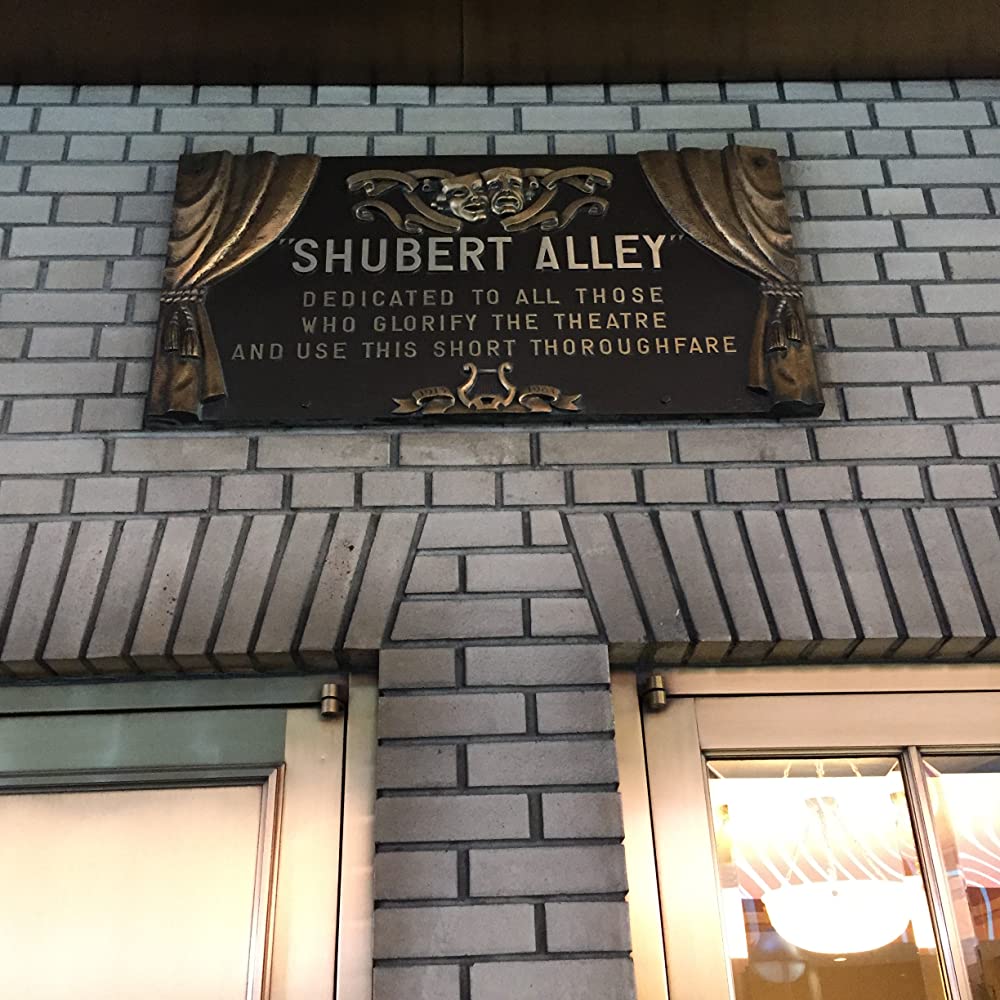 "SHUBERT ALLEY"
DEDICATED TO ALL THOSE
WHO GLORIFY THE THEATRE
AND USE THIS SHORT THOROUGHFARE